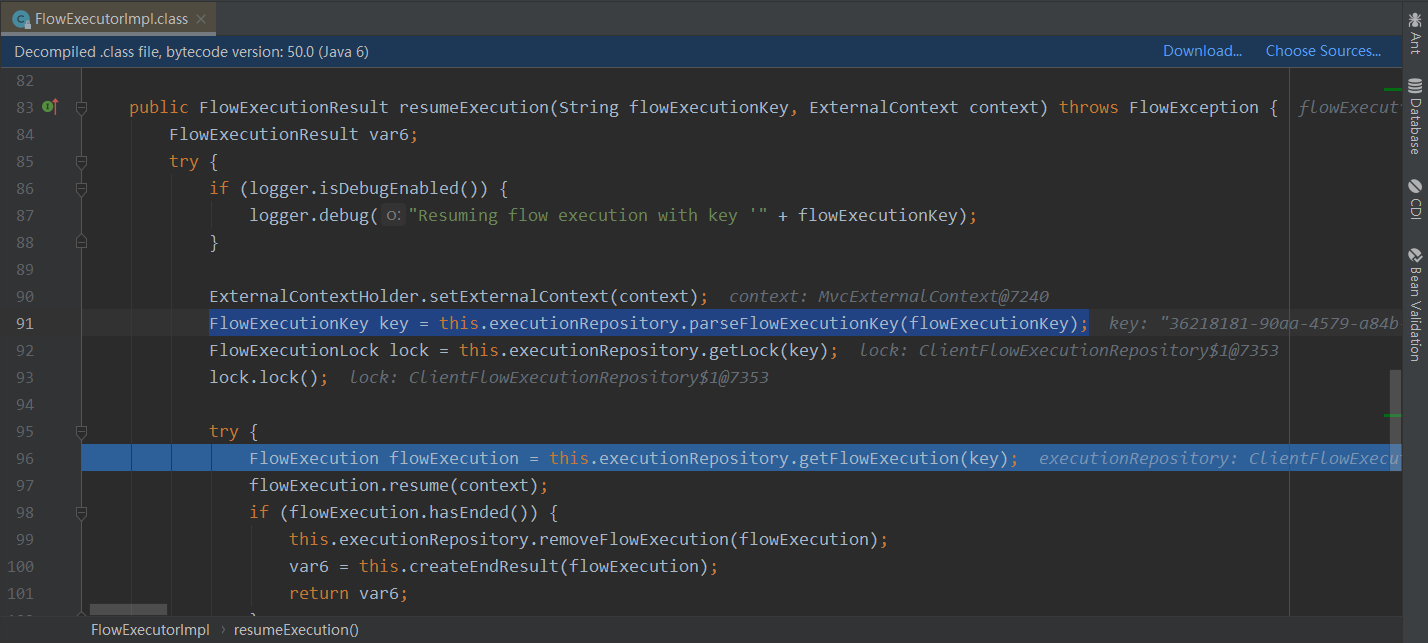 FlowExecutorImpl.class
Decompiled .class file, bytecode version: 50.0 (Java 6) Download... Choose Sources...
82
83 public FlowExecutionResult resumeExecution(String flowExecutionKey, ExternalContext context) throws FlowException { flowExecut
84 FlowExecutionResult var6;
85 try {
86 if (logger.isDebugEnabled()) {
87 logger.debug( o: "Resuming flow execution with key '" + flowExecutionKey);
88 }
89
90 ExternalContextHolder.setExternalContext(context); context: MvcExternalContext@7240
91 FlowExecutionKey key = this.executionRepository.parseFlowExecutionKey(flowExecutionKey); key: "36218181-90aa-4579-a84b
92 FlowExecutionLock lock = this.executionRepository.getLock(key); lock: ClientFlowExecutionRepository$1@7353
93 lock.lock(); lock: ClientFlowExecutionRepository$1@7353
94
95 try {
96 FlowExecution flowExecution = this.executionRepository.getFlowExecution(key); executionRepository: ClientFlowExecu
97 flowExecution.resume(context);
98 if (flowExecution.hasEnded()) {
99 this.executionRepository.removeFlowExecution(flowExecution);
100 var6 = this.createEndResult(flowExecution);
101 return var6;
FlowExecutorImpl › resumeExecution()
Ant
Database
CDI
Bean Validation